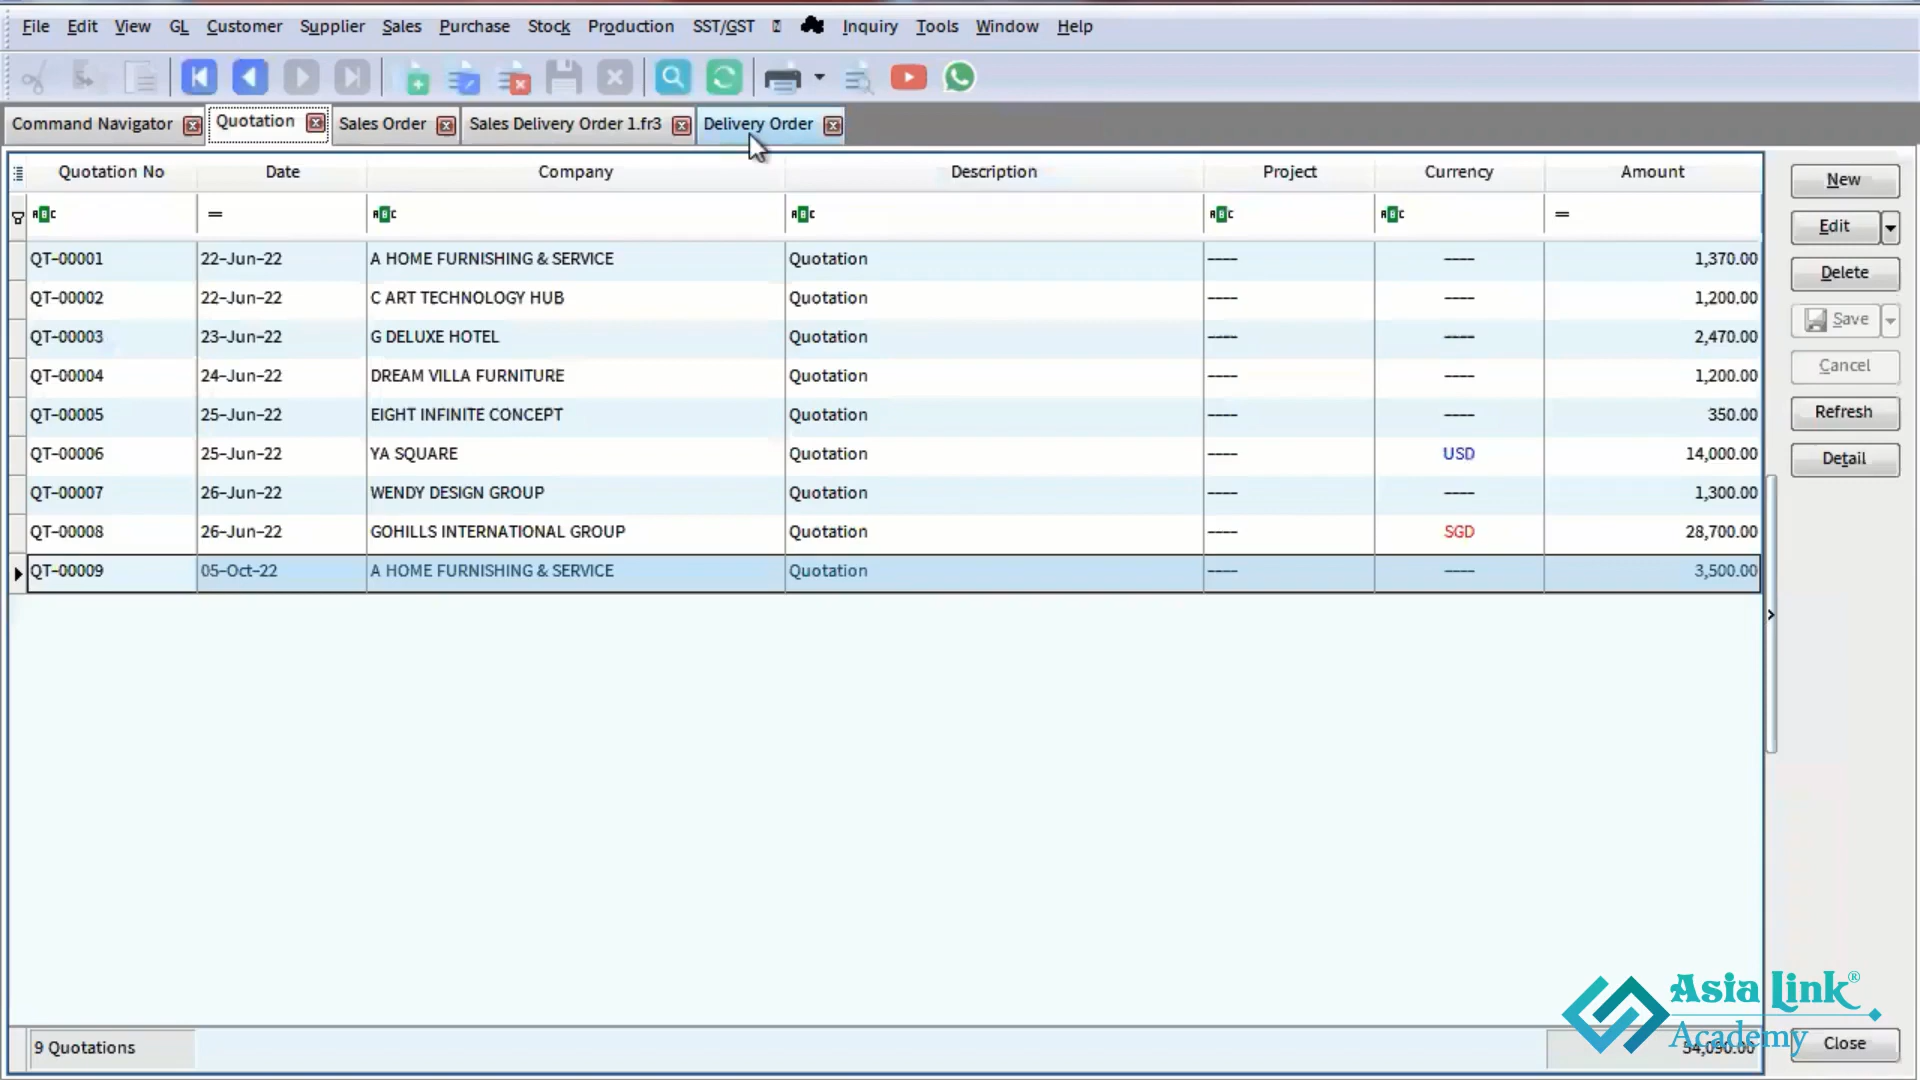 File Edit View GL Customer Supplier Sales Purchase Stock Production SST/GST Inquiry Tools Window Help
Command Navigator Quotation Sales Order Sales Delivery Order 1.fr3 Delivery Order
Quotation No Date Company Description Project Currency Amount
ABC = ABC ABC ABC ABC =
QT-00001 22-Jun-22 A HOME FURNISHING & SERVICE Quotation ---- ---- 1,370.00
QT-00002 22-Jun-22 C ART TECHNOLOGY HUB Quotation ---- ---- 1,200.00
QT-00003 23-Jun-22 G DELUXE HOTEL Quotation ---- ---- 2,470.00
QT-00004 24-Jun-22 DREAM VILLA FURNITURE Quotation ---- ---- 1,200.00
QT-00005 25-Jun-22 EIGHT INFINITE CONCEPT Quotation ---- ---- 350.00
QT-00006 25-Jun-22 YA SQUARE Quotation ---- USD 14,000.00
QT-00007 26-Jun-22 WENDY DESIGN GROUP Quotation ---- ---- 1,300.00
QT-00008 26-Jun-22 GOHILLS INTERNATIONAL GROUP Quotation ---- SGD 28,700.00
QT-00009 05-Oct-22 A HOME FURNISHING & SERVICE Quotation ---- ---- 3,500.00
9 Quotations 54,090.00
New
Edit
Delete
Save
Cancel
Refresh
Detail
Close
Asia Link®
Academy